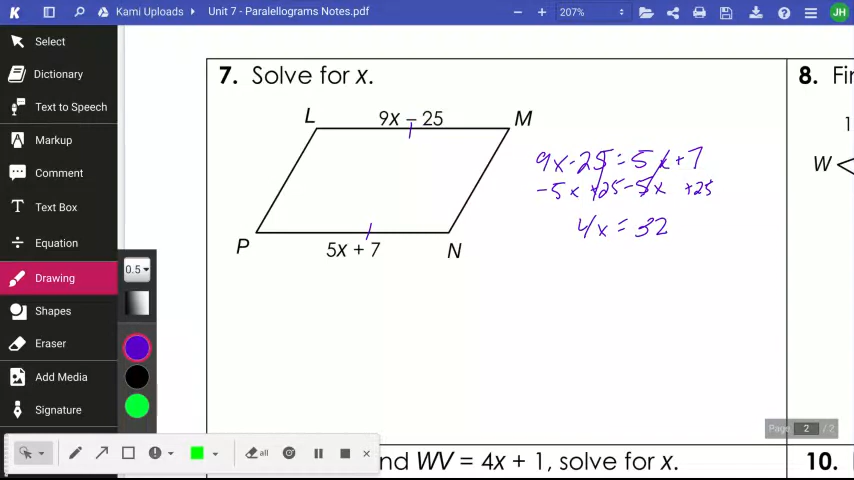 K
Kami Uploads
Unit 7 - Paralellograms Notes.pdf
207%
JH
Select
Dictionary
Text to Speech
Markup
Comment
Text Box
Equation
Drawing
Shapes
Eraser
Add Media
Signature
0.5
7. Solve for x.
L
9x – 25
M
P
5x + 7
N
9x-25=5x+7
-5x +25-5x +25
4x=32
8. Fi
1
W
Page 2 / 2
all
nd WV = 4x + 1, solve for x.
10.